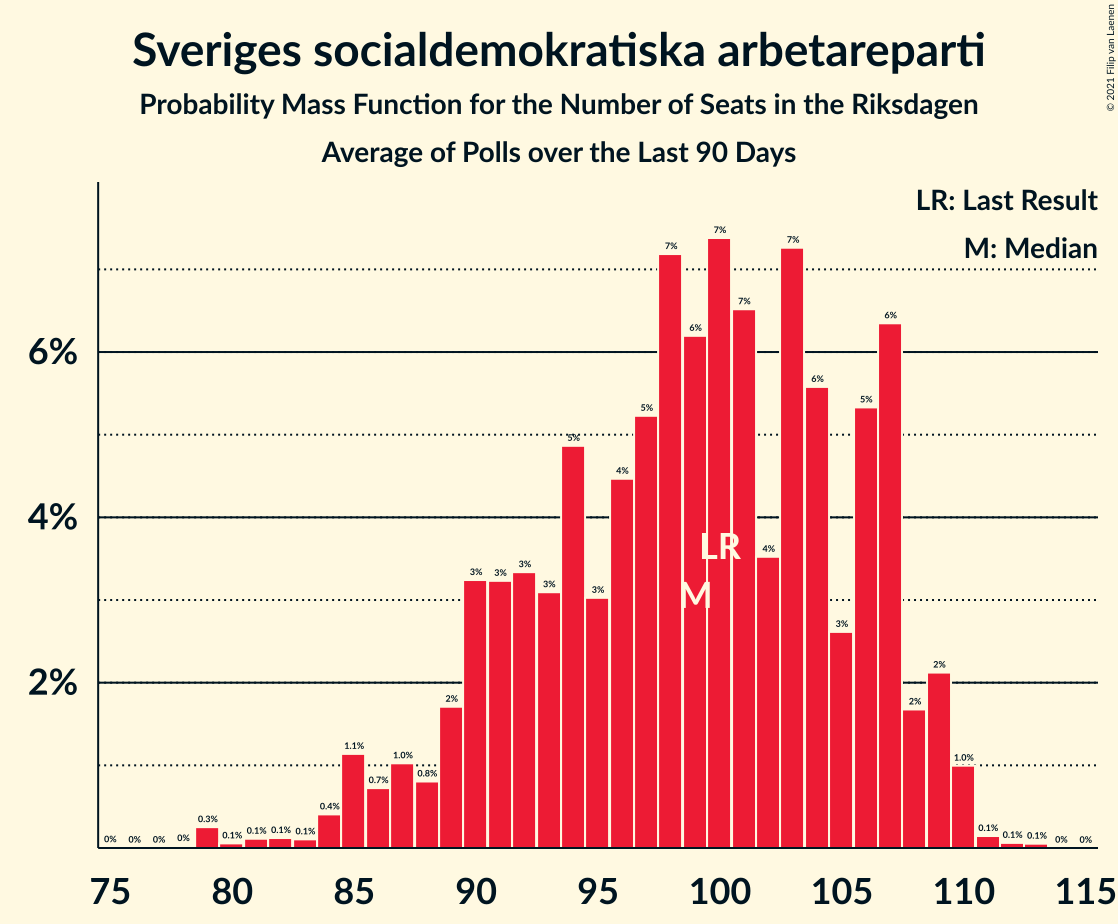 © 2021 Filip van Laenen
Sveriges socialdemokratiska arbetareparti
Probability Mass Function for the Number of Seats in the Riksdagen
Average of Polls over the Last 90 Days
LR: Last Result
M: Median
6%
4%
2%
0% 0% 0% 0% 0.3% 0.1% 0.1% 0.1% 0.1% 0.4% 1.1% 0.7% 1.0% 0.8% 2% 3% 3% 3% 3% 5% 3% 4% 5% 7% 6% 7% 7% 4% 7% 6% 3% 5% 6% 2% 2% 1.0% 0.1% 0.1% 0.1% 0% 0%
LR
M
75 80 85 90 95 100 105 110 115